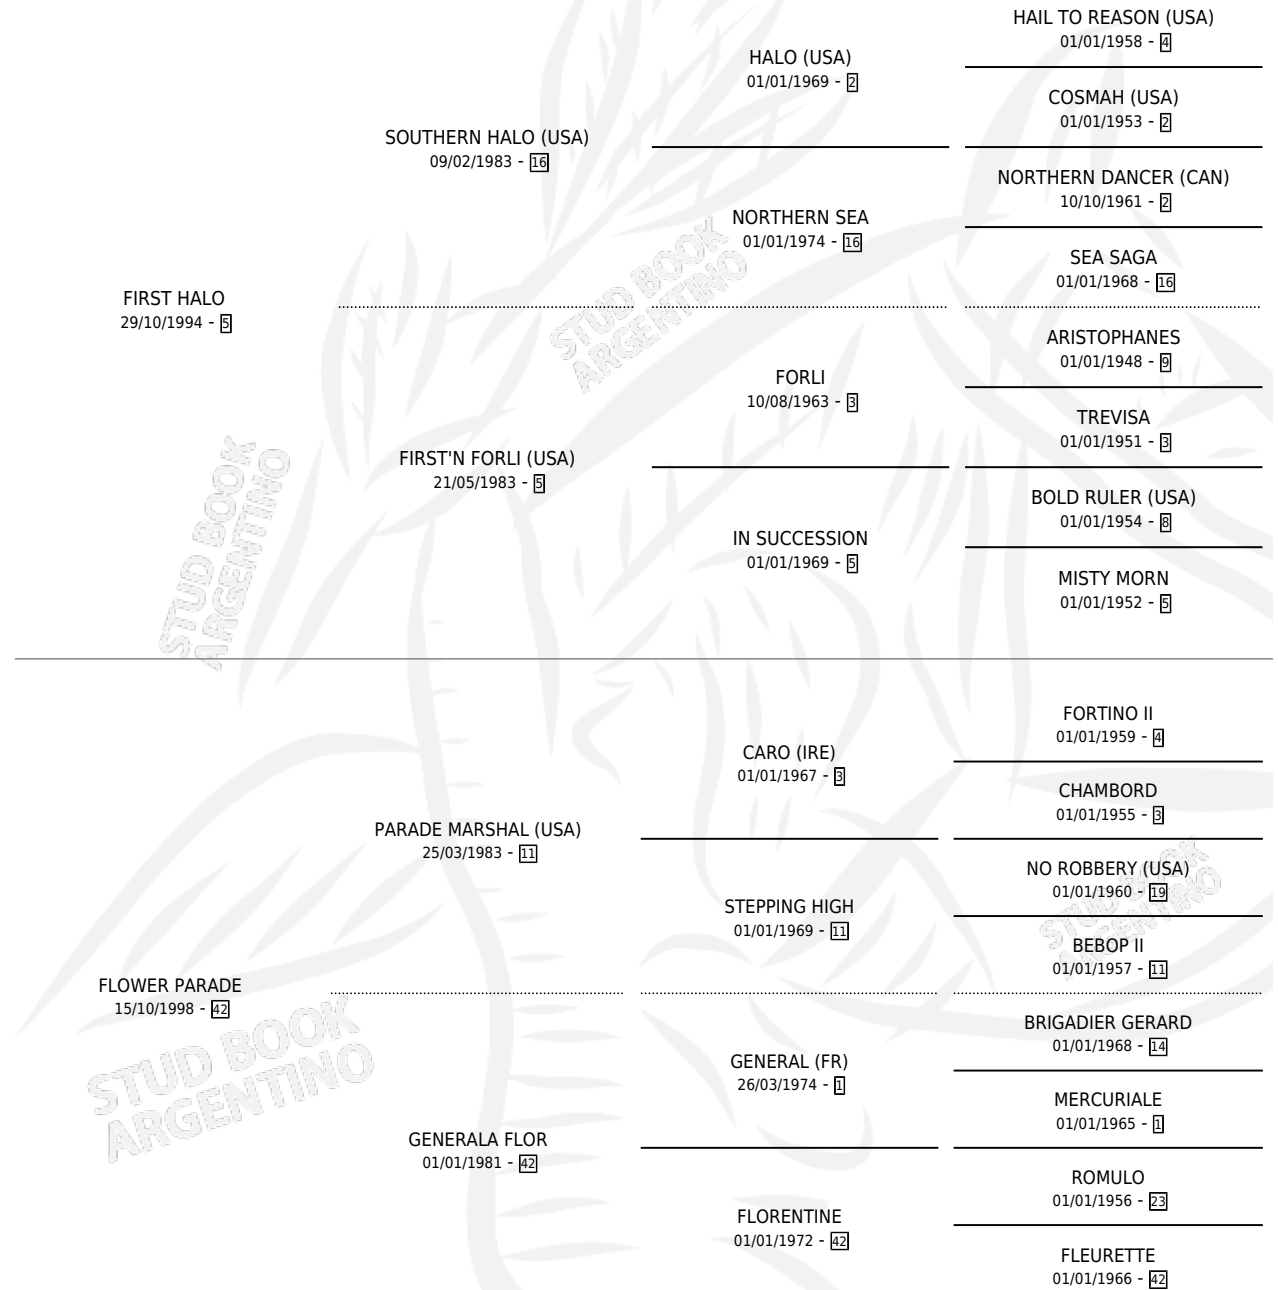 HAIL TO REASON (USA)
01/01/1958 - 4
HALO (USA)
01/01/1969 - 2
COSMAH (USA)
01/01/1953 - 2
SOUTHERN HALO (USA)
09/02/1983 - 16
NORTHERN DANCER (CAN)
10/10/1961 - 2
NORTHERN SEA
01/01/1974 - 16
SEA SAGA
01/01/1968 - 16
FIRST HALO
29/10/1994 - 5
ARISTOPHANES
01/01/1948 - 9
FORLI
10/08/1963 - 3
TREVISA
01/01/1951 - 3
FIRST'N FORLI (USA)
21/05/1983 - 5
BOLD RULER (USA)
01/01/1954 - 8
IN SUCCESSION
01/01/1969 - 5
MISTY MORN
01/01/1952 - 5
FORTINO II
01/01/1959 - 4
CARO (IRE)
01/01/1967 - 3
CHAMBORD
01/01/1955 - 3
PARADE MARSHAL (USA)
25/03/1983 - 11
NO ROBBERY (USA)
01/01/1960 - 19
STEPPING HIGH
01/01/1969 - 11
BEBOP II
01/01/1957 - 11
FLOWER PARADE
15/10/1998 - 42
BRIGADIER GERARD
01/01/1968 - 14
GENERAL (FR)
26/03/1974 - 1
MERCURIALE
01/01/1965 - 1
GENERALA FLOR
01/01/1981 - 42
ROMULO
01/01/1956 - 23
FLORENTINE
01/01/1972 - 42
FLEURETTE
01/01/1966 - 42
STUD BOOK
ARGENTINO
STUD BOOK
ARGENTINO
STUD BOOK
ARGENTINO
STUD BOOK
ARGENTINO